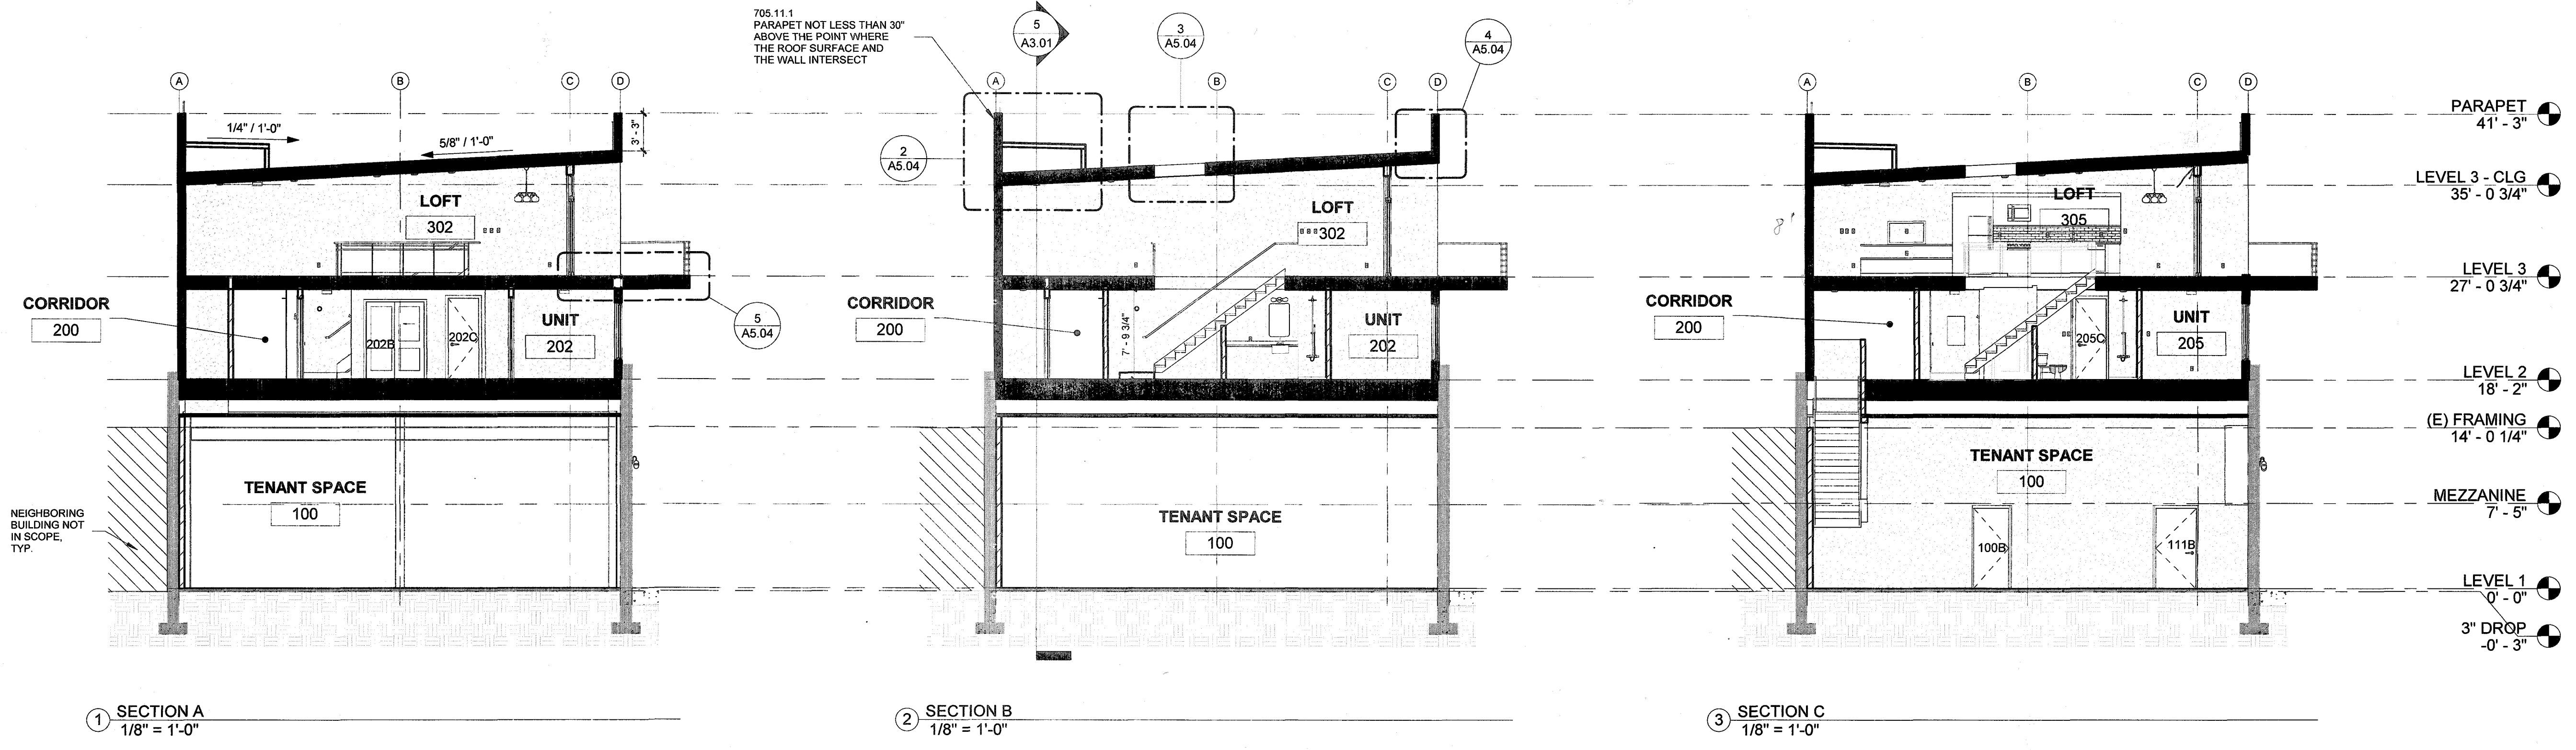 705.11.1
PARAPET NOT LESS THAN 30"
ABOVE THE POINT WHERE
THE ROOF SURFACE AND
THE WALL INTERSECT
5
A3.01
3
A5.04
4
A5.04
2
A5.04
A
B
C
D
1/4" / 1'-0"
5/8" / 1'-0"
3' - 3"
LOFT
302
CORRIDOR
200
202B
202C
UNIT
202
5
A5.04
TENANT SPACE
100
NEIGHBORING
BUILDING NOT
IN SCOPE,
TYP.
1
SECTION A
1/8" = 1'-0"
A
B
C
D
LOFT
302
CORRIDOR
200
7' - 9 3/4"
UNIT
202
TENANT SPACE
100
2
SECTION B
1/8" = 1'-0"
A
B
C
D
8'
LOFT
305
CORRIDOR
200
205C
UNIT
205
TENANT SPACE
100
100B
111B
3
SECTION C
1/8" = 1'-0"
PARAPET
41' - 3"
LEVEL 3 - CLG
35' - 0 3/4"
LEVEL 3
27' - 0 3/4"
LEVEL 2
18' - 2"
(E) FRAMING
14' - 0 1/4"
MEZZANINE
7' - 5"
LEVEL 1
0' - 0"
3" DROP
-0' - 3"